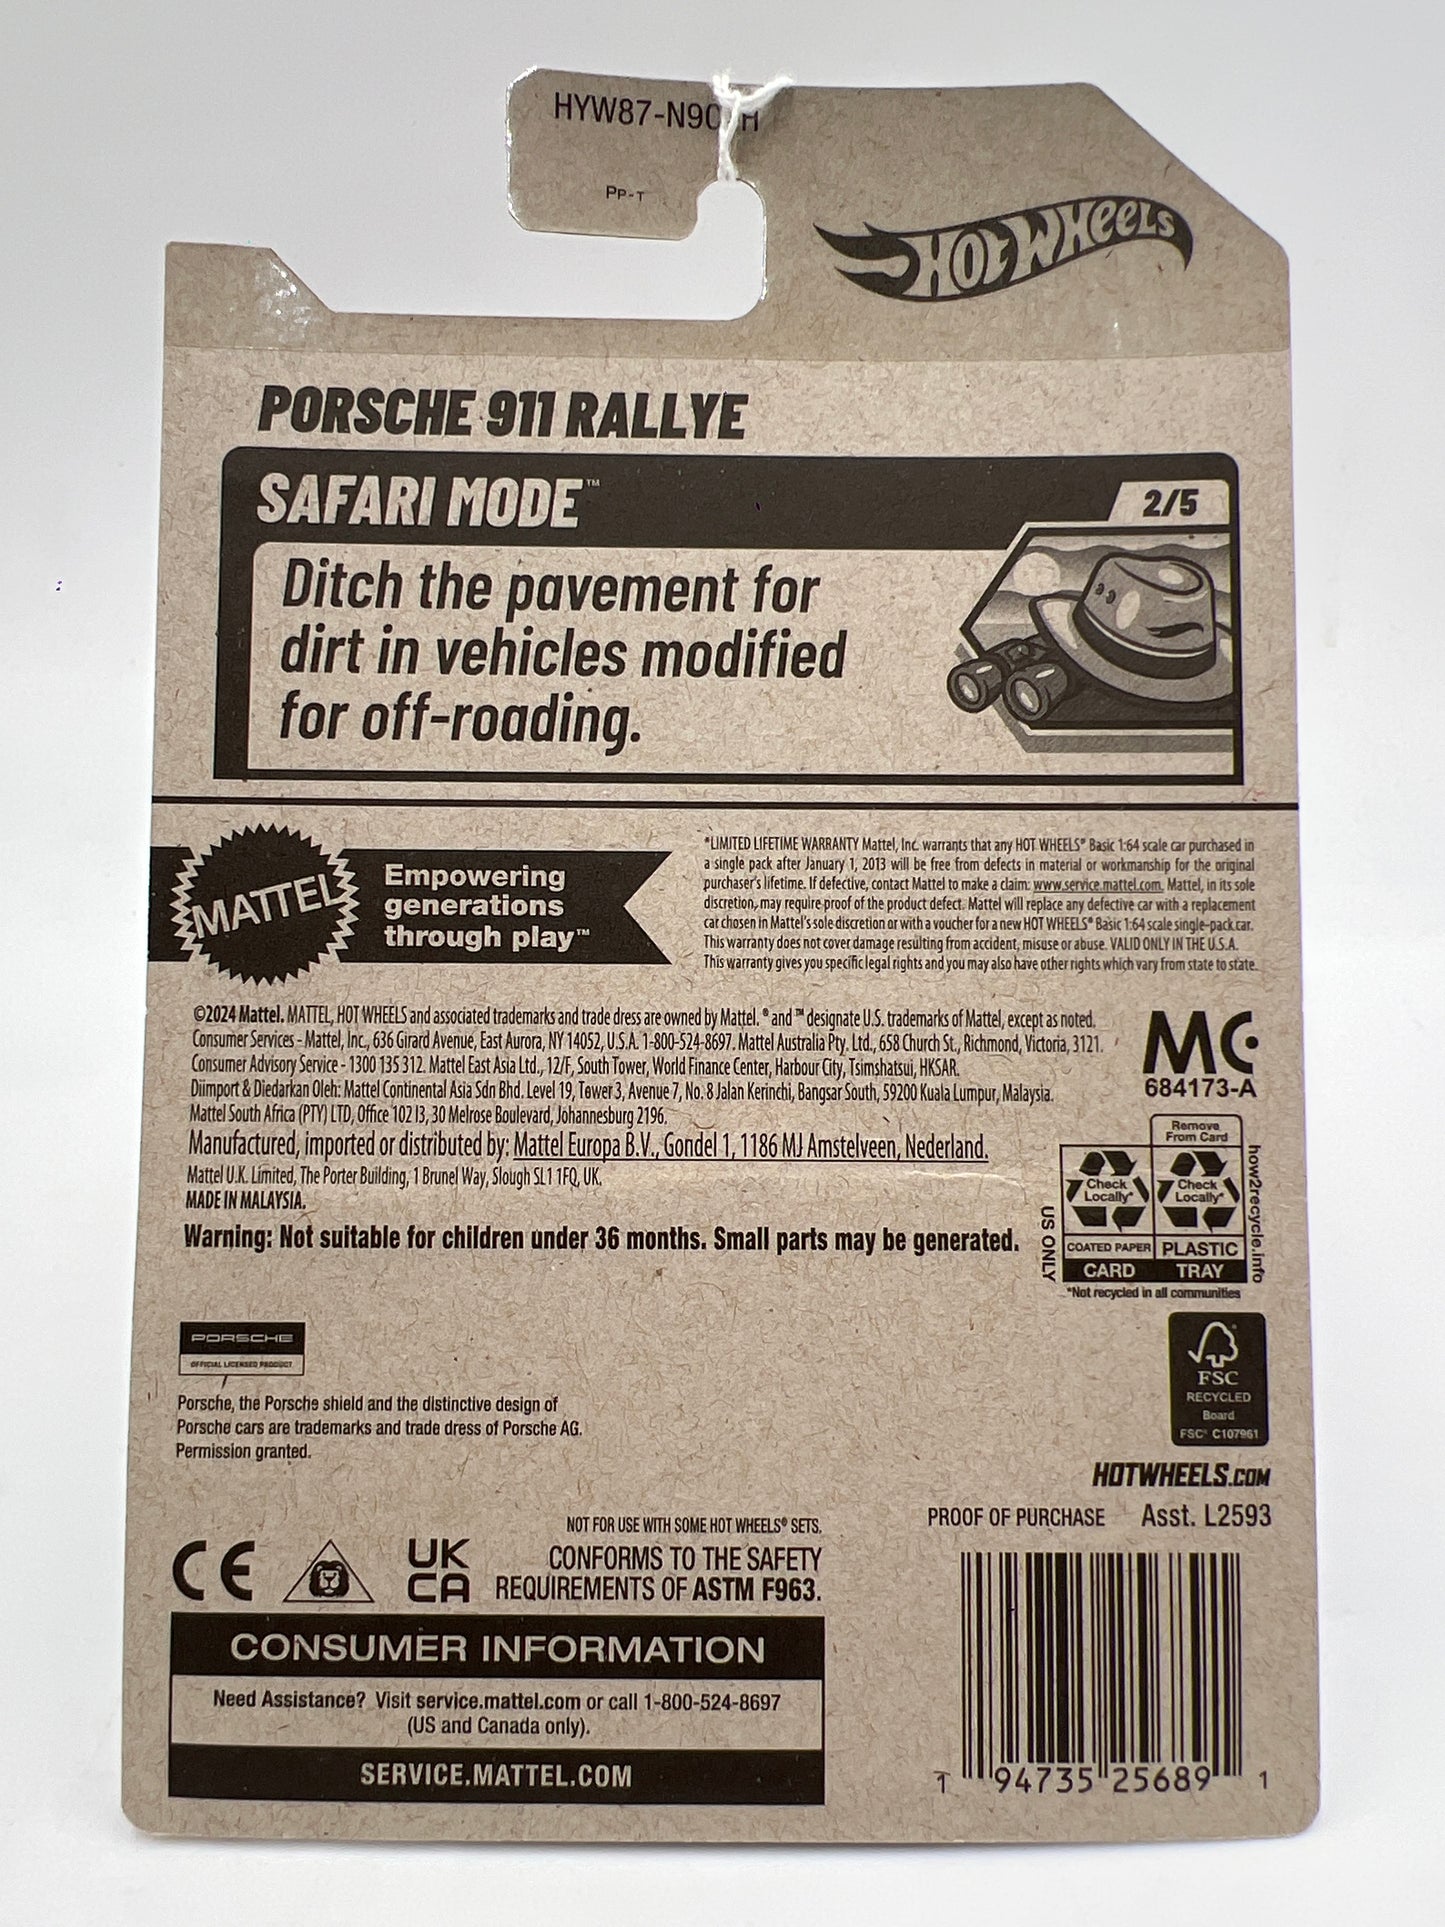 HYW87-N90 H
PP-T
HOT WHEELS
PORSCHE 911 RALLYE
SAFARI MODE™
2/5
Ditch the pavement for
dirt in vehicles modified
for off-roading.
MATTEL
Empowering
generations
through play™
*LIMITED LIFETIME WARRANTY Mattel, Inc. warrants that any HOT WHEELS® Basic 1:64 scale car purchased in
a single pack after January 1, 2013 will be free from defects in material or workmanship for the original
purchaser's lifetime. If defective, contact Mattel to make a claim: www.service.mattel.com. Mattel, in its sole
discretion, may require proof of the product defect. Mattel will replace any defective car with a replacement
car chosen in Mattel's sole discretion or with a voucher for a new HOT WHEELS® Basic 1:64 scale single-pack car.
This warranty does not cover damage resulting from accident, misuse or abuse. VALID ONLY IN THE U.S.A.
This warranty gives you specific legal rights and you may also have other rights which vary from state to state.
©2024 Mattel. MATTEL, HOT WHEELS and associated trademarks and trade dress are owned by Mattel. ® and ™ designate U.S. trademarks of Mattel, except as noted.
Consumer Services - Mattel, Inc., 636 Girard Avenue, East Aurora, NY 14052, U.S.A. 1-800-524-8697. Mattel Australia Pty. Ltd., 658 Church St., Richmond, Victoria, 3121.
Consumer Advisory Service - 1300 135 312. Mattel East Asia Ltd., 12/F, South Tower, World Finance Center, Harbour City, Tsimshatsui, HKSAR.
Diimport & Diedarkan Oleh: Mattel Continental Asia Sdn Bhd. Level 19, Tower 3, Avenue 7, No. 8 Jalan Kerinchi, Bangsar South, 59200 Kuala Lumpur, Malaysia.
Mattel South Africa (PTY) LTD, Office 102 I3, 30 Melrose Boulevard, Johannesburg 2196.
Manufactured, imported or distributed by: Mattel Europa B.V., Gondel 1, 1186 MJ Amstelveen, Nederland.
Mattel U.K. Limited, The Porter Building, 1 Brunel Way, Slough SL1 1FQ, UK.
MADE IN MALAYSIA.
Warning: Not suitable for children under 36 months. Small parts may be generated.
MC
684173-A
Remove
From Card
Check
Locally*
Check
Locally*
COATED PAPER
PLASTIC
CARD
TRAY
US ONLY
how2recycle.info
*Not recycled in all communities
PORSCHE
OFFICIAL LICENSED PRODUCT
Porsche, the Porsche shield and the distinctive design of
Porsche cars are trademarks and trade dress of Porsche AG.
Permission granted.
FSC
RECYCLED
Board
FSC® C107961
HOTWHEELS.COM
PROOF OF PURCHASE Asst. L2593
NOT FOR USE WITH SOME HOT WHEELS® SETS.
CE
UK
CA
CONFORMS TO THE SAFETY
REQUIREMENTS OF ASTM F963.
CONSUMER INFORMATION
Need Assistance? Visit service.mattel.com or call 1-800-524-8697
(US and Canada only).
SERVICE.MATTEL.COM
1 94735 25689 1